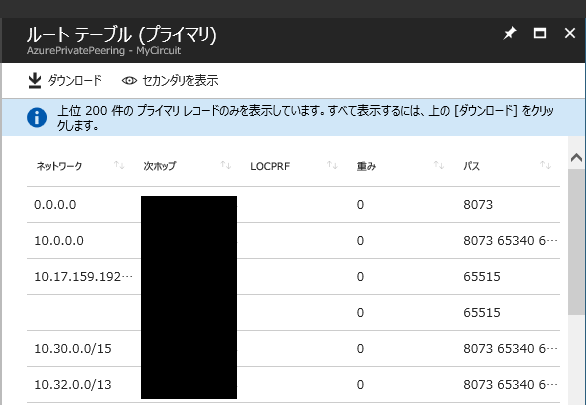 ルート テーブル (プライマリ)
AzurePrivatePeering - MyCircuit
ダウンロード セカンダリを表示
上位 200 件の プライマリ レコードのみを表示しています。すべて表示するには、上の [ダウンロード] をクリッ
クします。
ネットワーク 次ホップ LOCPRF 重み パス
0.0.0.0 0 8073
10.0.0.0 0 8073 65340 6...
10.17.159.192... 0 65515
0 65515
10.30.0.0/15 0 8073 65340 6...
10.32.0.0/13 0 8073 65340 6...